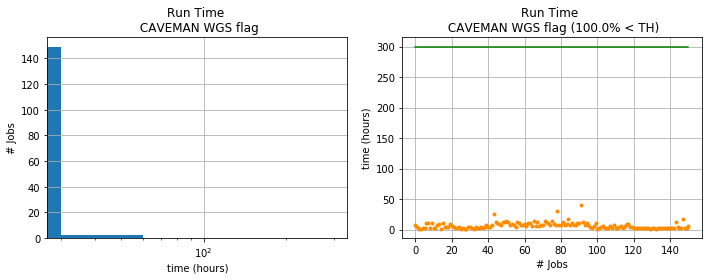 Run Time
CAVEMAN WGS flag
# Jobs
140
120
100
80
60
40
20
0
10²
time (hours)
Run Time
CAVEMAN WGS flag (100.0% < TH)
time (hours)
300
250
200
150
100
50
0
0 20 40 60 80 100 120 140
# Jobs